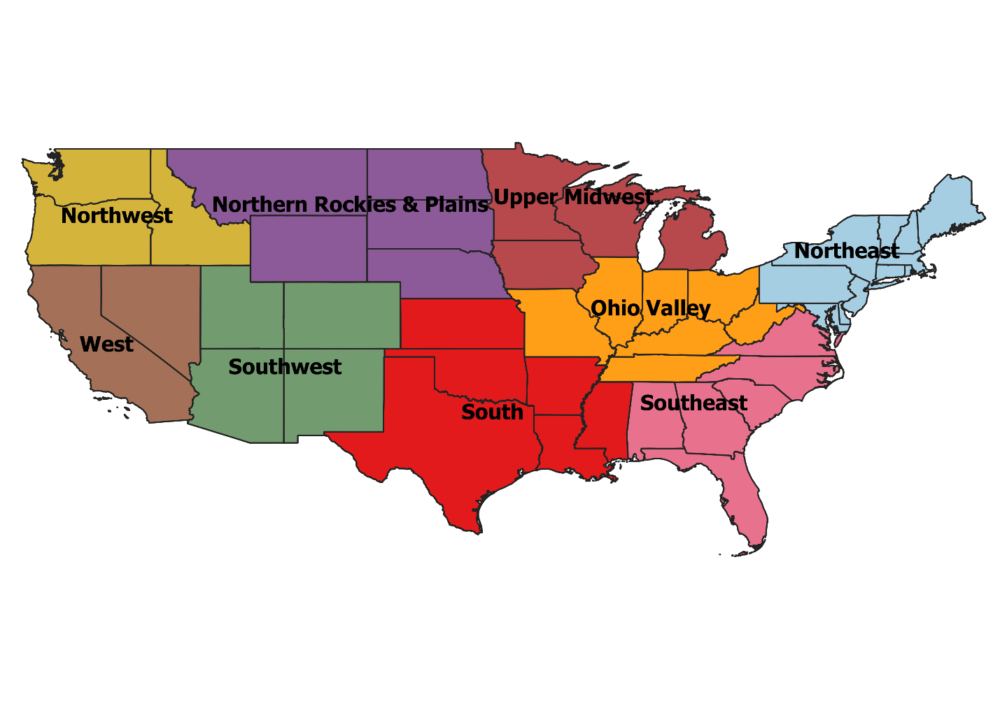 Upper Midwest
Northern Rockies & Plains
Northwest
Northeast
Ohio Valley
West
Southwest
Southeast
South